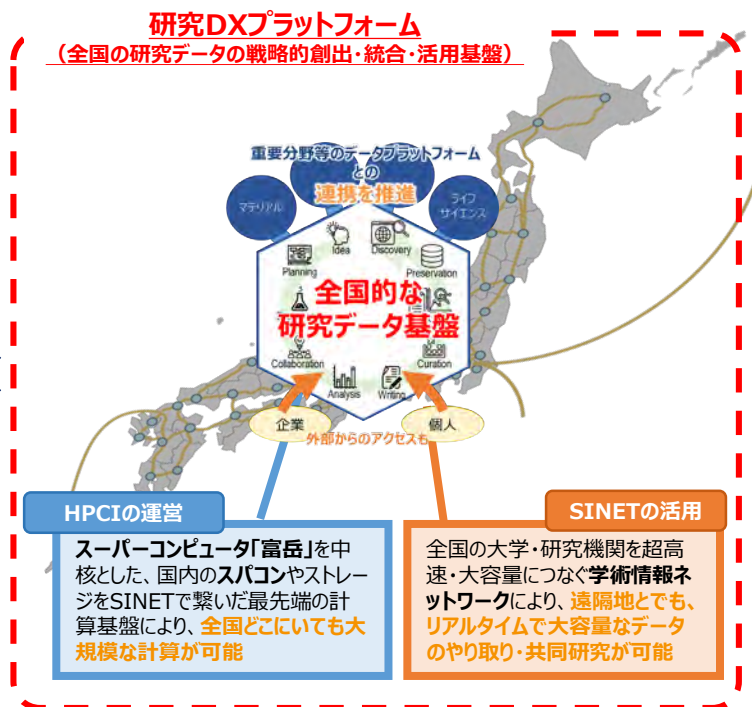 研究DXプラットフォーム
（全国の研究データの戦略的創出・統合・活用基盤）
重要分野等のデータプラットフォーム
との
連携を推進
マテリアル
ライフ
サイエンス
Idea
Discovery
Planning
Preservation
全国的な
研究データ基盤
Collaboration
Curation
Analysis
Writing
企業
個人
外部からのアクセスも
HPCIの運営
スーパーコンピュータ「富岳」を中
核とした、国内のスパコンやストレー
ジをSINETで繋いだ最先端の計
算基盤により、全国どこにいても大
規模な計算が可能
SINETの活用
全国の大学・研究機関を超高
速・大容量につなぐ学術情報ネ
ットワークにより、遠隔地とでも、
リアルタイムで大容量なデータ
のやり取り・共同研究が可能